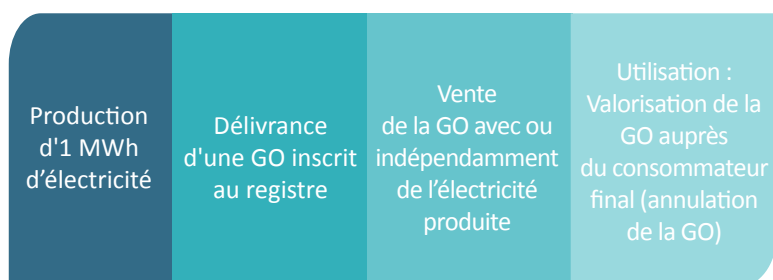 Production
d'1 MWh
d’électricité
Délivrance
d'une GO inscrit
au registre
Vente
de la GO avec ou
indépendamment
de l’électricité
produite
Utilisation :
Valorisation de la
GO auprès
du consommateur
final (annulation
de la GO)